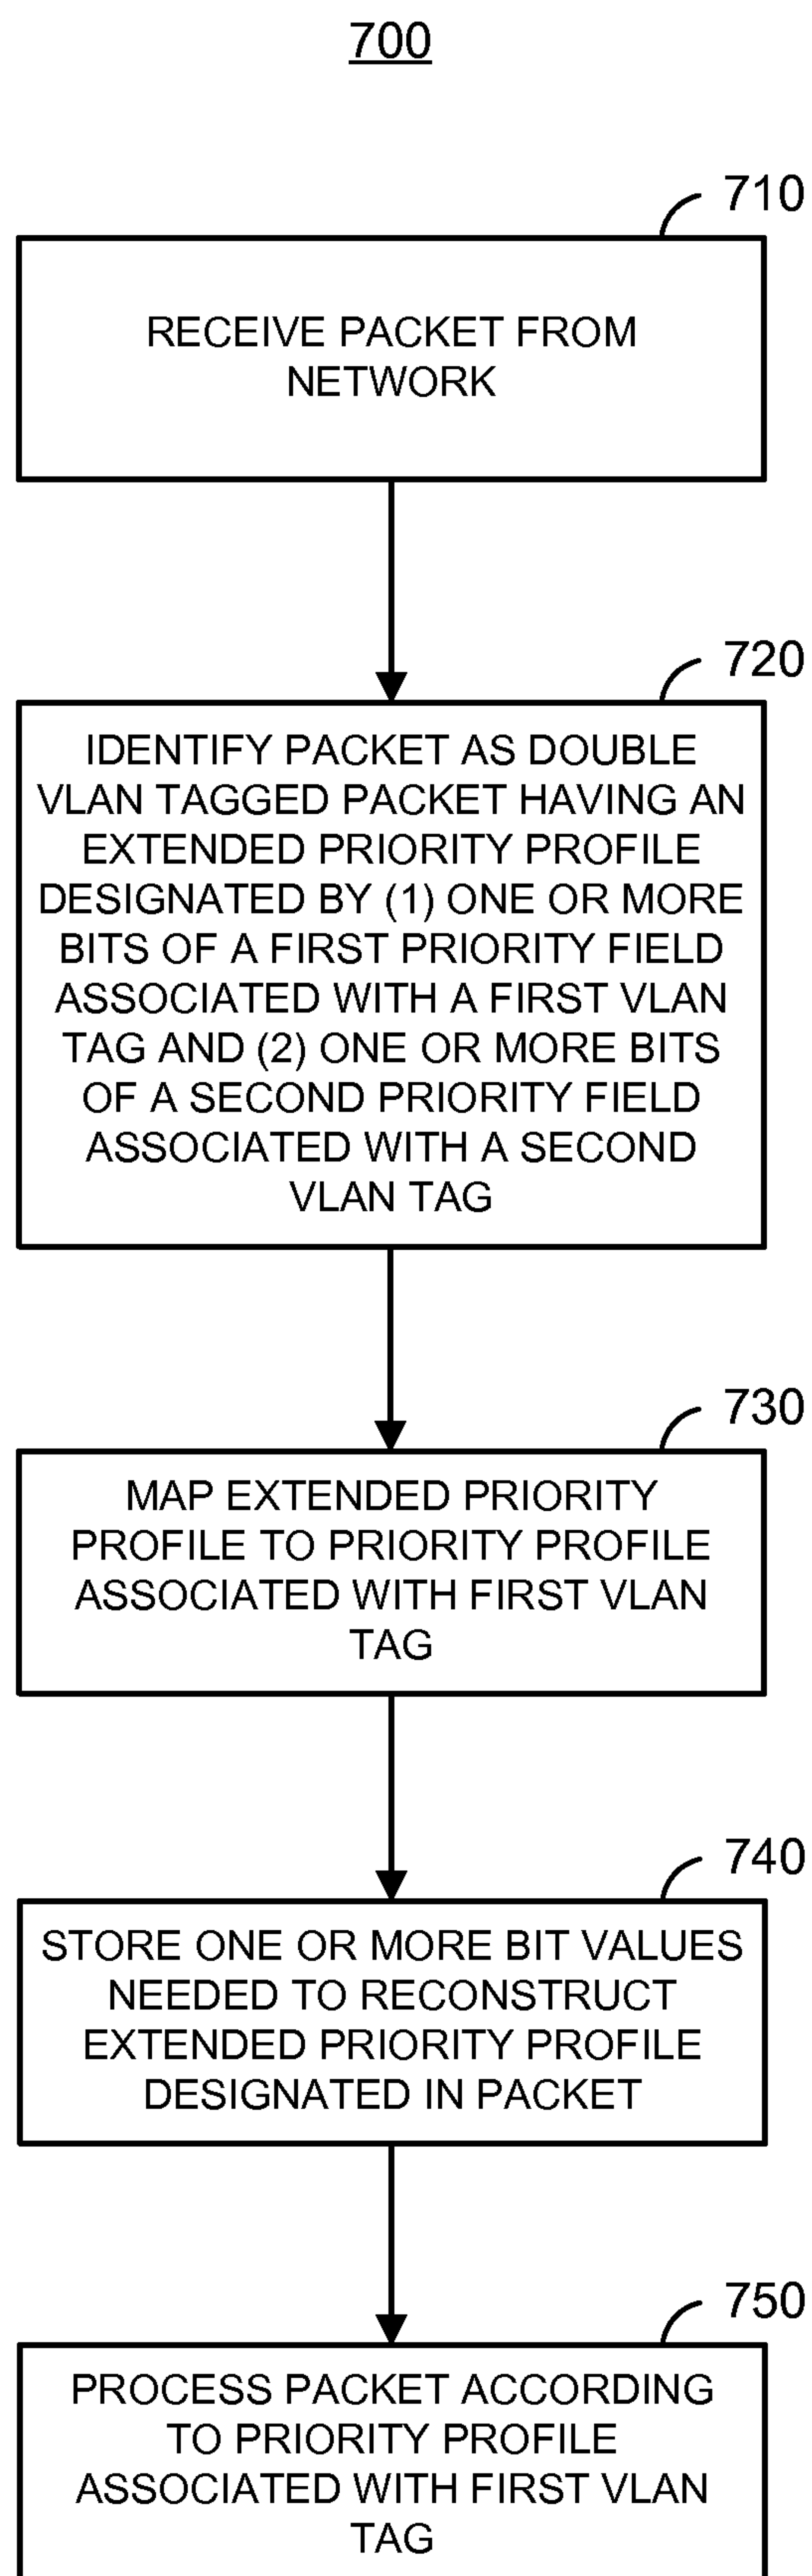 700
710
RECEIVE PACKET FROM
NETWORK
720
IDENTIFY PACKET AS DOUBLE
VLAN TAGGED PACKET HAVING AN
EXTENDED PRIORITY PROFILE
DESIGNATED BY (1) ONE OR MORE
BITS OF A FIRST PRIORITY FIELD
ASSOCIATED WITH A FIRST VLAN
TAG AND (2) ONE OR MORE BITS
OF A SECOND PRIORITY FIELD
ASSOCIATED WITH A SECOND
VLAN TAG
730
MAP EXTENDED PRIORITY
PROFILE TO PRIORITY PROFILE
ASSOCIATED WITH FIRST VLAN
TAG
740
STORE ONE OR MORE BIT VALUES
NEEDED TO RECONSTRUCT
EXTENDED PRIORITY PROFILE
DESIGNATED IN PACKET
750
PROCESS PACKET ACCORDING
TO PRIORITY PROFILE
ASSOCIATED WITH FIRST VLAN
TAG